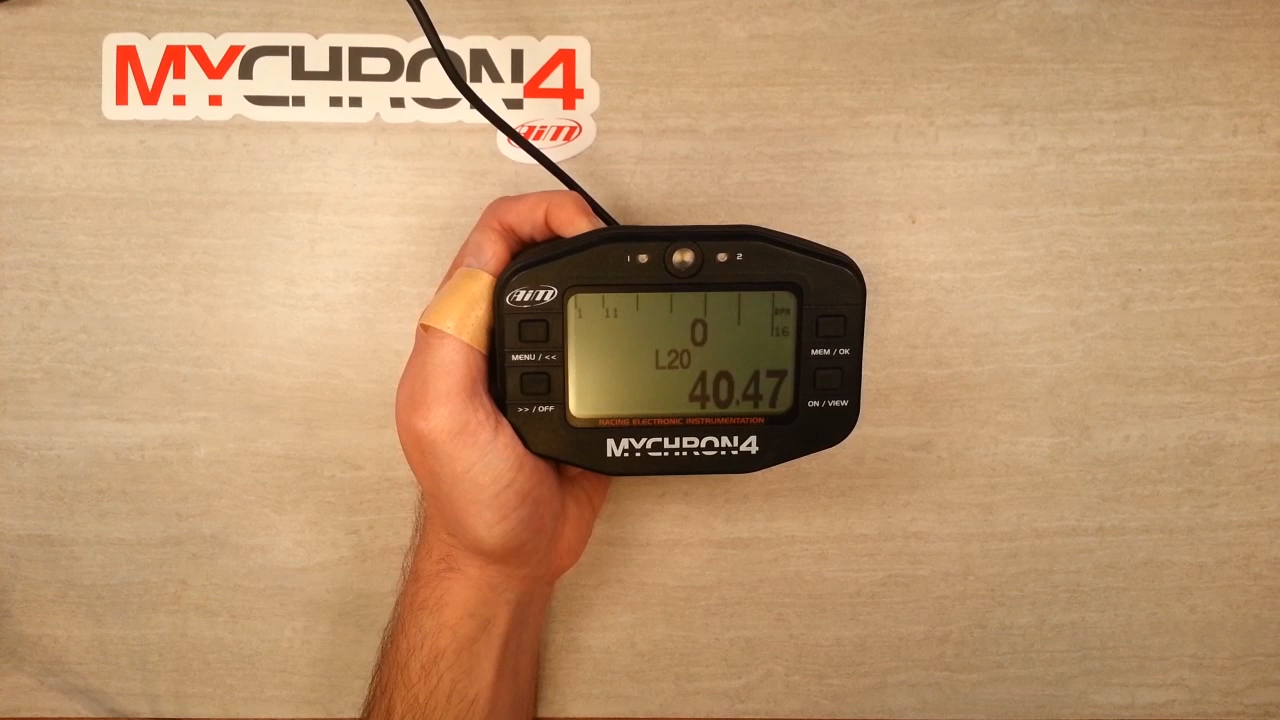 MYCHRON4
AiM
1 2
AiM
1 11 RPM
16
0
MENU / << MEM / OK
L20
40.47
>> / OFF ON / VIEW
RACING ELECTRONIC INSTRUMENTATION
MYCHRON4